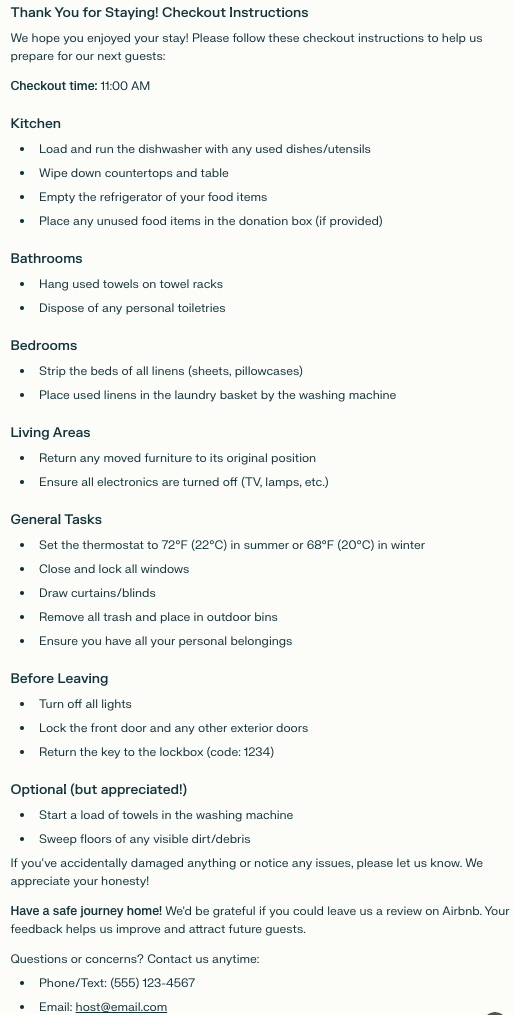 Thank You for Staying! Checkout Instructions
We hope you enjoyed your stay! Please follow these checkout instructions to help us
prepare for our next guests:
Checkout time: 11:00 AM
Kitchen
• Load and run the dishwasher with any used dishes/utensils
• Wipe down countertops and table
• Empty the refrigerator of your food items
• Place any unused food items in the donation box (if provided)
Bathrooms
• Hang used towels on towel racks
• Dispose of any personal toiletries
Bedrooms
• Strip the beds of all linens (sheets, pillowcases)
• Place used linens in the laundry basket by the washing machine
Living Areas
• Return any moved furniture to its original position
• Ensure all electronics are turned off (TV, lamps, etc.)
General Tasks
• Set the thermostat to 72°F (22°C) in summer or 68°F (20°C) in winter
• Close and lock all windows
• Draw curtains/blinds
• Remove all trash and place in outdoor bins
• Ensure you have all your personal belongings
Before Leaving
• Turn off all lights
• Lock the front door and any other exterior doors
• Return the key to the lockbox (code: 1234)
Optional (but appreciated!)
• Start a load of towels in the washing machine
• Sweep floors of any visible dirt/debris
If you've accidentally damaged anything or notice any issues, please let us know. We
appreciate your honesty!
Have a safe journey home! We'd be grateful if you could leave us a review on Airbnb. Your
feedback helps us improve and attract future guests.
Questions or concerns? Contact us anytime:
• Phone/Text: (555) 123-4567
• Email: host@email.com